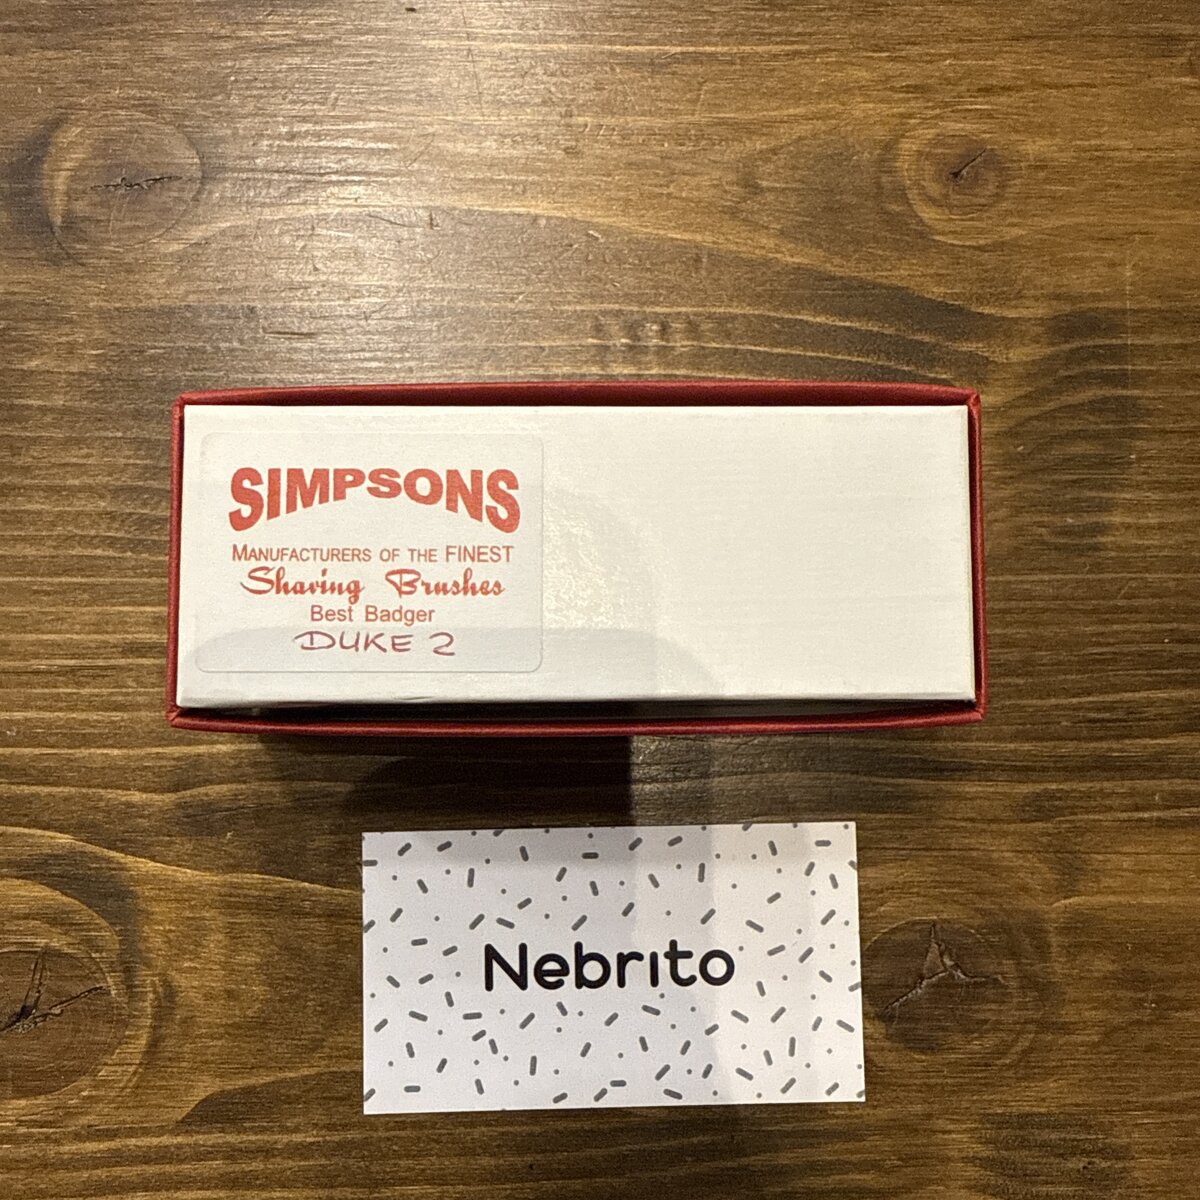 SIMPSONS
MANUFACTURERS OF THE FINEST
Shaving Brushes
Best Badger
DUKE 2
Nebrito